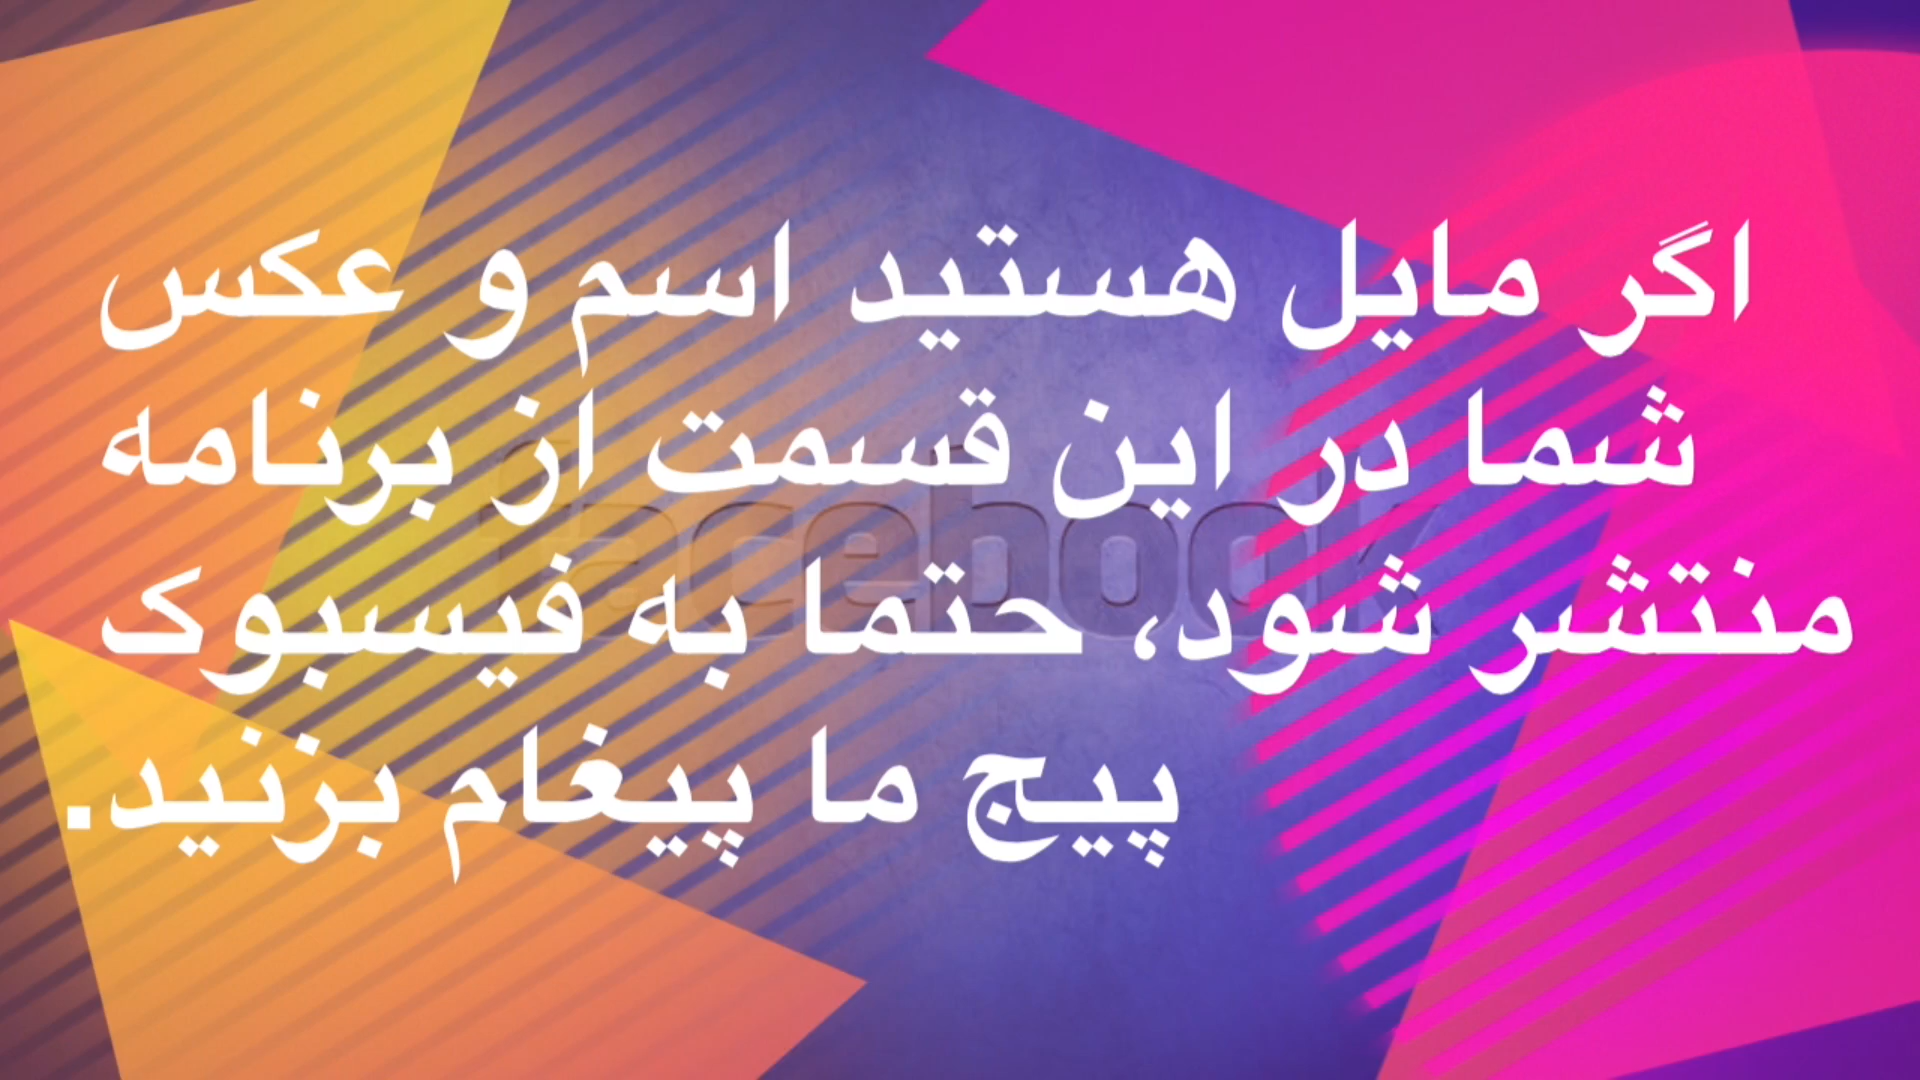 اگر مایل هستید اسم و عکس
شما در این قسمت از برنامه
منتشر شود، حتما به فیسبوک
پیج ما پیغام بزنید.
facebook